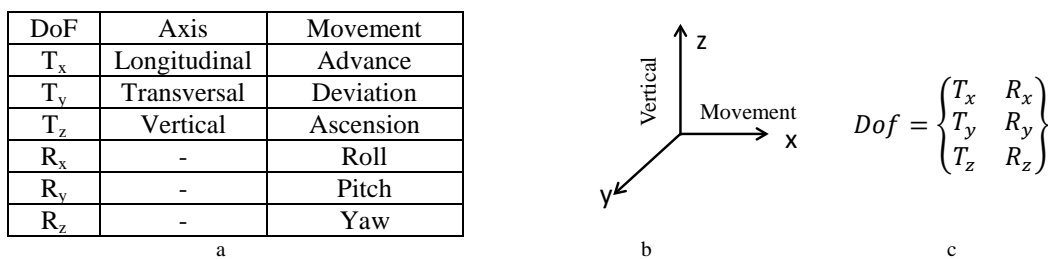 DoF Axis Movement
Tx Longitudinal Advance
Ty Transversal Deviation
Tz Vertical Ascension
Rx - Roll
Ry - Pitch
Rz - Yaw
a
z
Vertical
Movement
x
y
b
Dof = {Tx Rx
Ty Ry
Tz Rz}
c